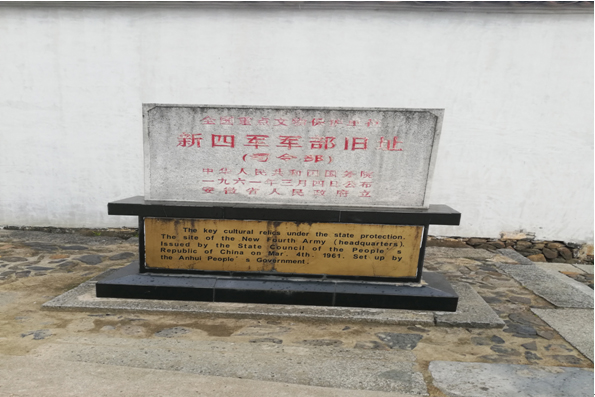 全国重点文物保护单位
新四军军部旧址
(司令部)
中华人民共和国国务院
一九六一年三月四日公布
安徽省人民政府立
The key cultural relics under the state protection.
The site of the New Fourth Army (headquarters).
Issued by the State Council of the People's
Republic of China on Mar. 4th. 1961. Set up by
the Anhui People's Government.